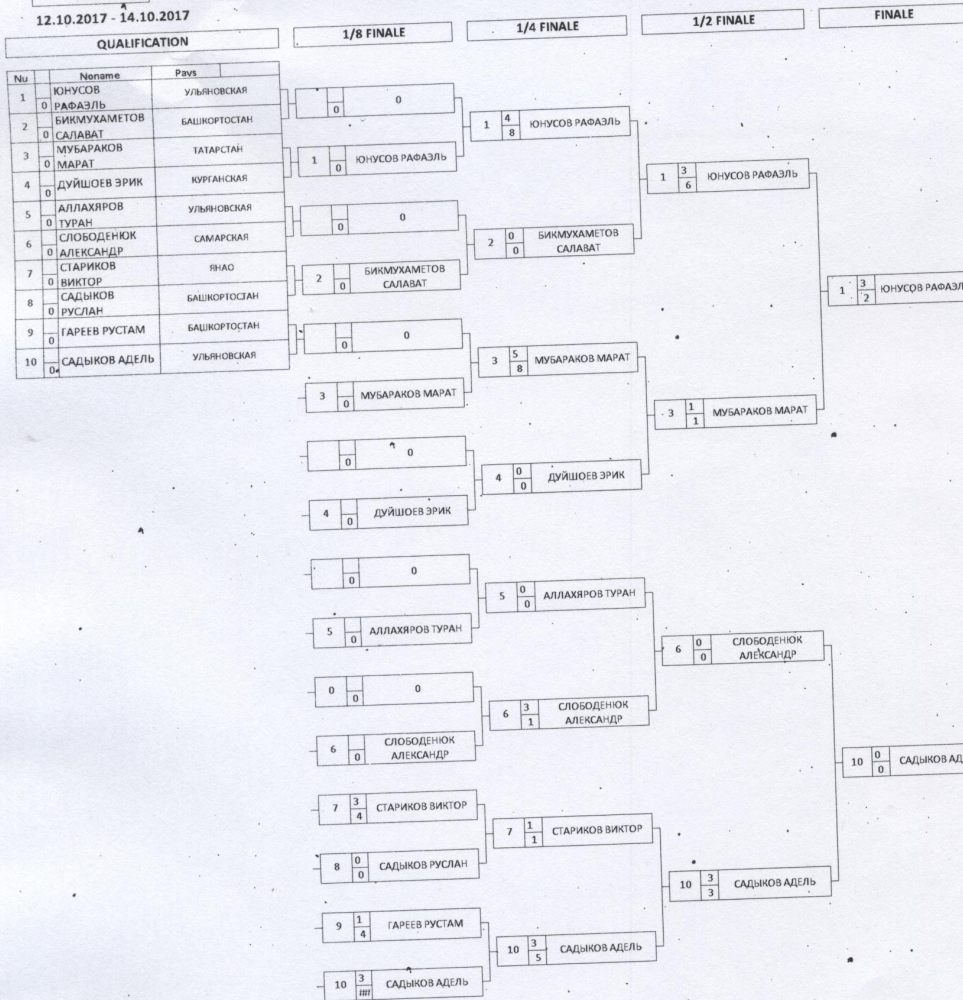 12.10.2017 - 14.10.2017
QUALIFICATION
1/8 FINALE
1/4 FINALE
1/2 FINALE
FINALE
Nu Noname Pavs
1 0 ЮНУСОВ РАФАЭЛЬ УЛЬЯНОВСКАЯ
2 0 БИКМУХАМЕТОВ САЛАВАТ БАШКОРТОСТАН
3 0 МУБАРАКОВ МАРАТ ТАТАРСТАН
4 0 ДУЙШОЕВ ЭРИК КУРГАНСКАЯ
5 0 АЛЛАХЯРОВ ТУРАН УЛЬЯНОВСКАЯ
6 0 СЛОБОДЕНЮК АЛЕКСАНДР САМАРСКАЯ
7 0 СТАРИКОВ ВИКТОР ЯНАО
8 0 САДЫКОВ РУСЛАН БАШКОРТОСТАН
9 0 ГАРЕЕВ РУСТАМ БАШКОРТОСТАН
10 0 САДЫКОВ АДЕЛЬ УЛЬЯНОВСКАЯ
0 0
1 0 ЮНУСОВ РАФАЭЛЬ
0 0
2 0 БИКМУХАМЕТОВ САЛАВАТ
0 0
3 0 МУБАРАКОВ МАРАТ
0 0
4 0 ДУЙШОЕВ ЭРИК
0 0
5 0 АЛЛАХЯРОВ ТУРАН
0 0 0
6 0 СЛОБОДЕНЮК АЛЕКСАНДР
7 3 4 СТАРИКОВ ВИКТОР
8 0 0 САДЫКОВ РУСЛАН
9 1 4 ГАРЕЕВ РУСТАМ
10 3 ## САДЫКОВ АДЕЛЬ
1 4 8 ЮНУСОВ РАФАЭЛЬ
2 0 0 БИКМУХАМЕТОВ САЛАВАТ
3 5 8 МУБАРАКОВ МАРАТ
4 0 0 ДУЙШОЕВ ЭРИК
5 0 0 АЛЛАХЯРОВ ТУРАН
6 3 1 СЛОБОДЕНЮК АЛЕКСАНДР
7 1 1 СТАРИКОВ ВИКТОР
10 3 5 САДЫКОВ АДЕЛЬ
1 3 6 ЮНУСОВ РАФАЭЛЬ
3 1 1 МУБАРАКОВ МАРАТ
6 0 0 СЛОБОДЕНЮК АЛЕКСАНДР
10 3 3 САДЫКОВ АДЕЛЬ
1 3 2 ЮНУСОВ РАФАЭЛ
10 0 0 САДЫКОВ АД